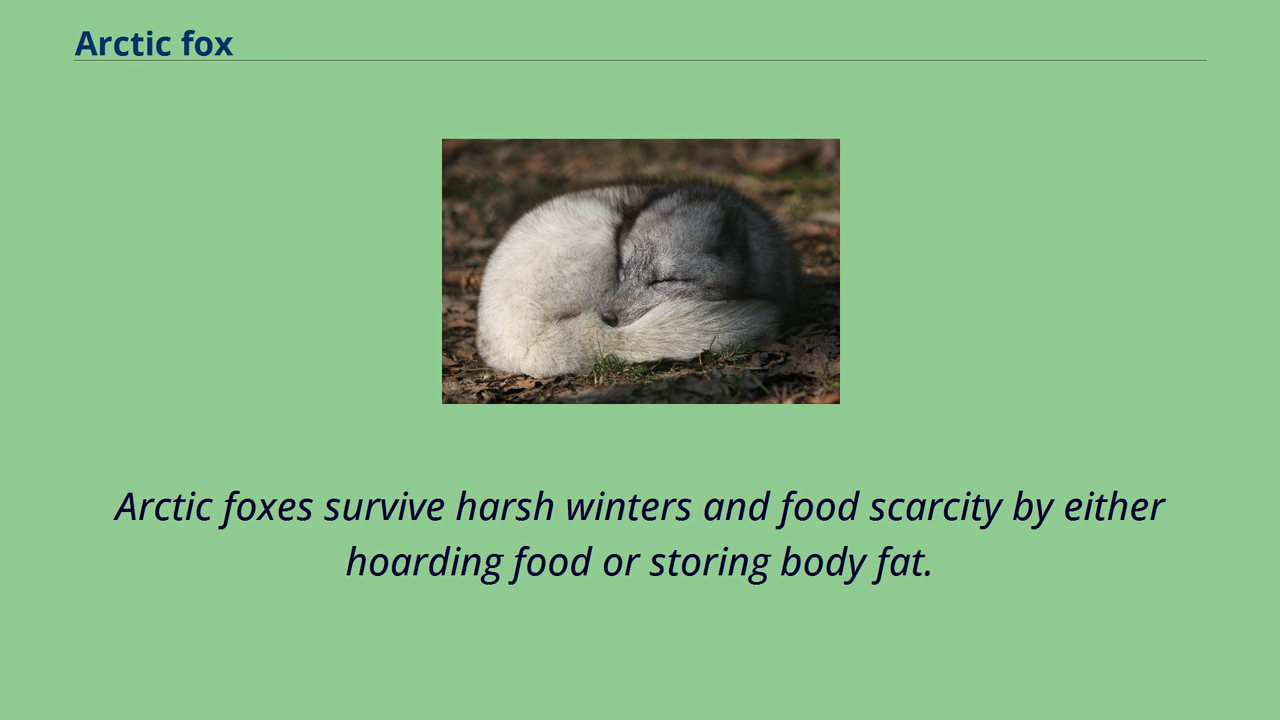 Arctic fox
Arctic foxes survive harsh winters and food scarcity by either
hoarding food or storing body fat.